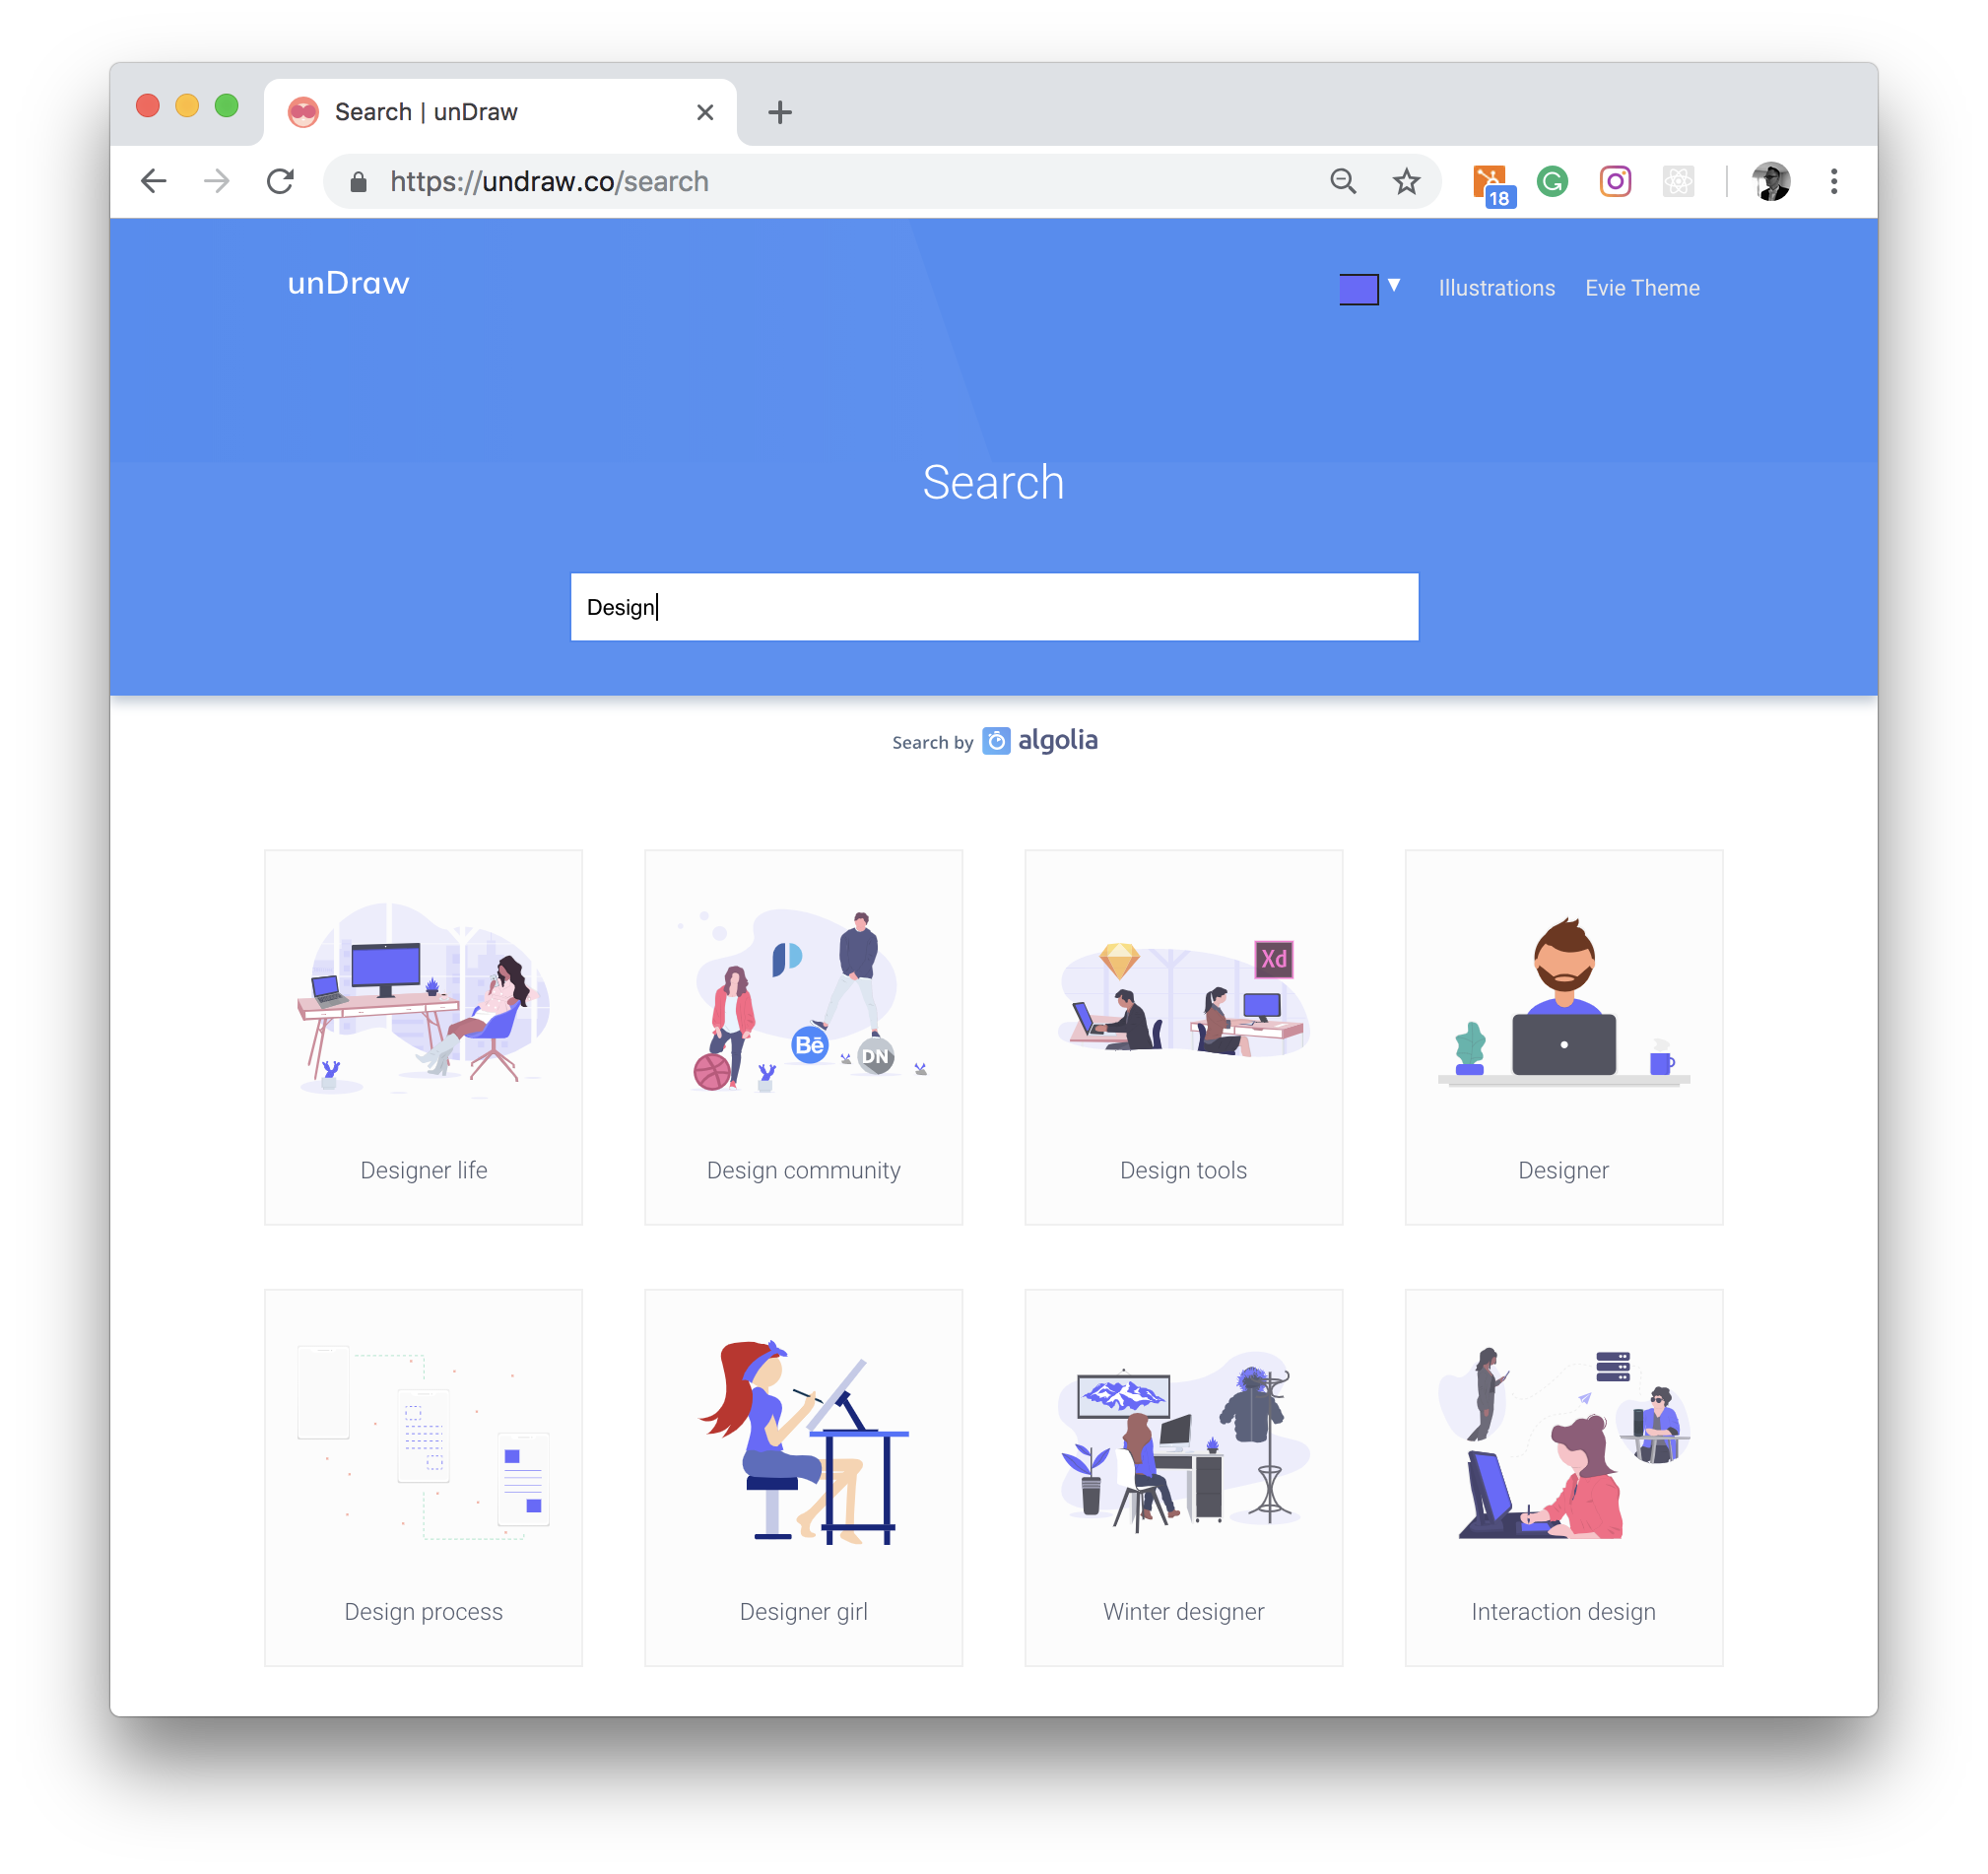 Search | unDraw
https://undraw.co/search
18
unDraw
Illustrations
Evie Theme
Search
Design
Search by algolia
Xd
Bē
DN
Designer life
Design community
Design tools
Designer
Design process
Designer girl
Winter designer
Interaction design